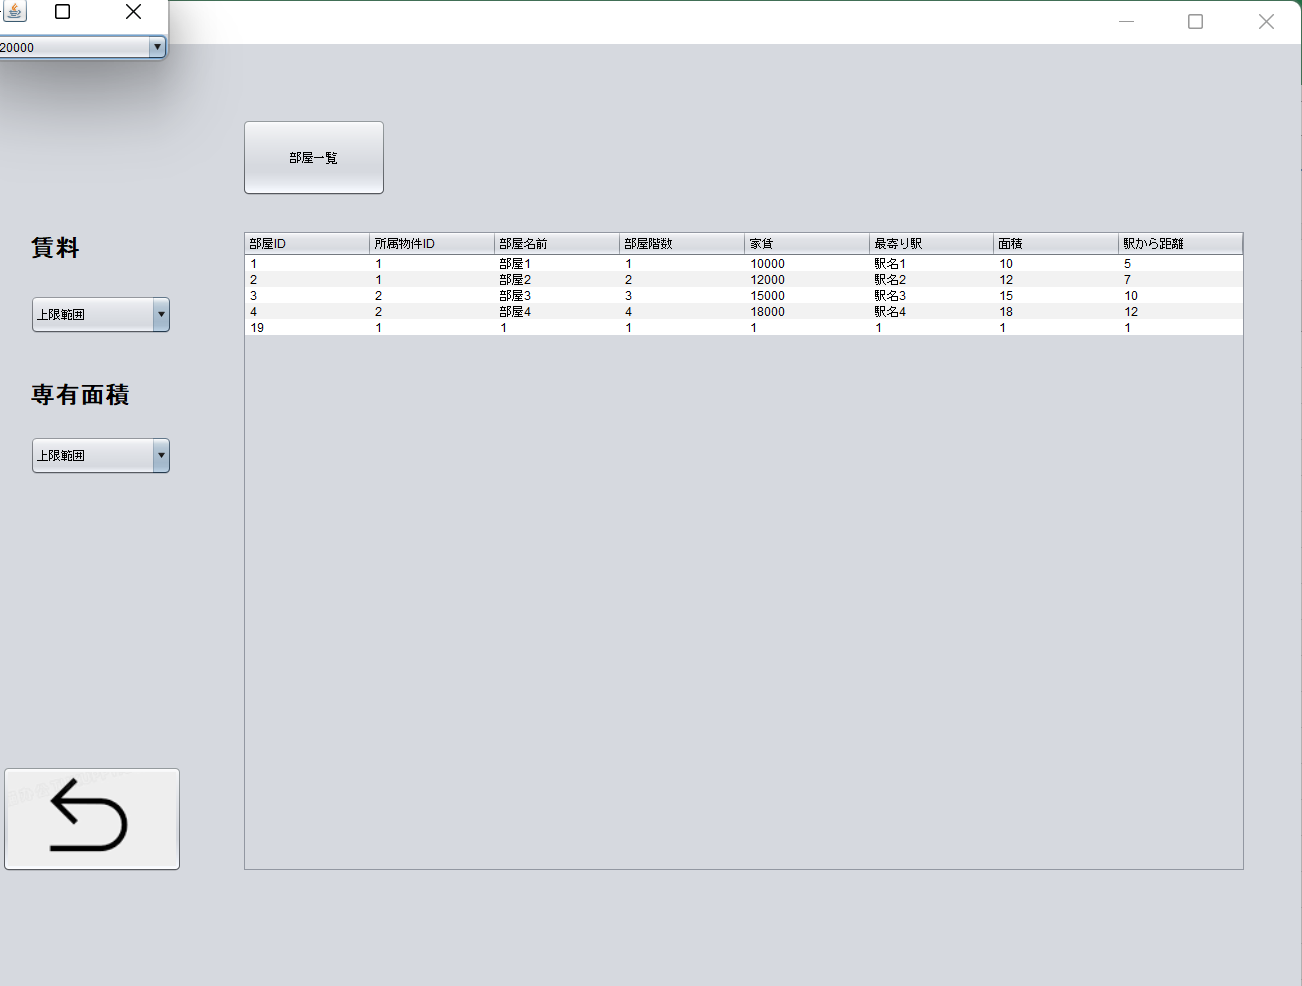 20000
部屋一覧
賃料
上限範囲
専有面積
上限範囲
部屋ID 所属物件ID 部屋名前 部屋階数 家賃 最寄り駅 面積 駅から距離
1 1 部屋1 1 10000 駅名1 10 5
2 1 部屋2 2 12000 駅名2 12 7
3 2 部屋3 3 15000 駅名3 15 10
4 2 部屋4 4 18000 駅名4 18 12
19 1 1 1 1 1 1 1